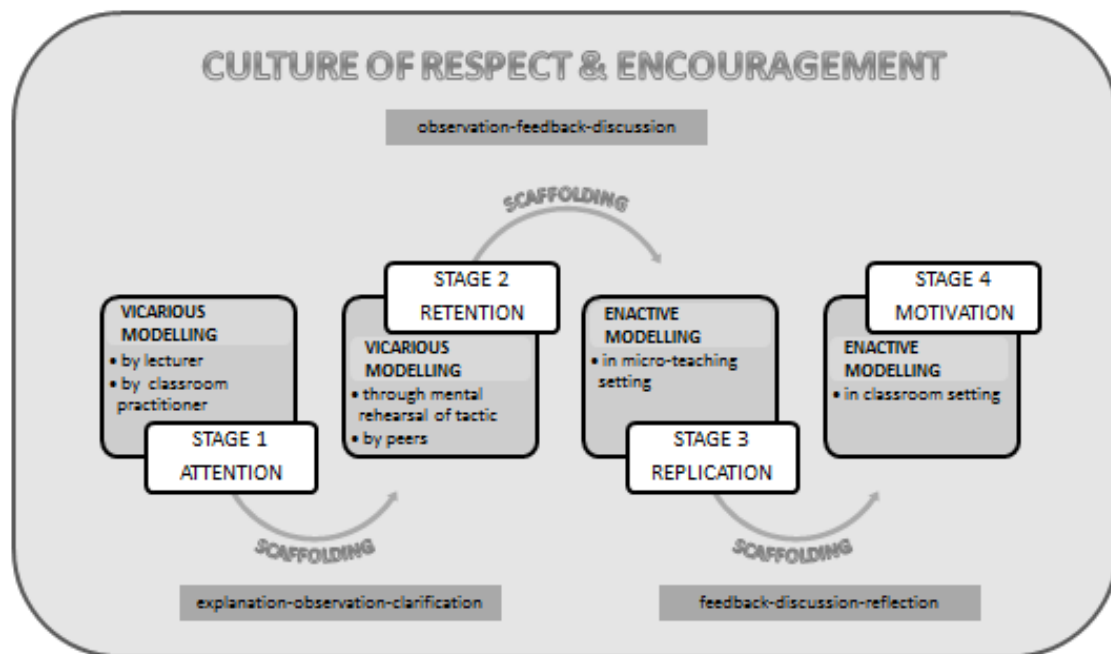 CULTURE OF RESPECT & ENCOURAGEMENT
observation-feedback-discussion
SCAFFOLDING
VICARIOUS
MODELLING
• by lecturer
• by classroom
practitioner
STAGE 1
ATTENTION
STAGE 2
RETENTION
VICARIOUS
MODELLING
• through mental
rehearsal of tactic
• by peers
ENACTIVE
MODELLING
• in micro-teaching
setting
STAGE 3
REPLICATION
STAGE 4
MOTIVATION
ENACTIVE
MODELLING
• in classroom setting
SCAFFOLDING
SCAFFOLDING
explanation-observation-clarification
feedback-discussion-reflection